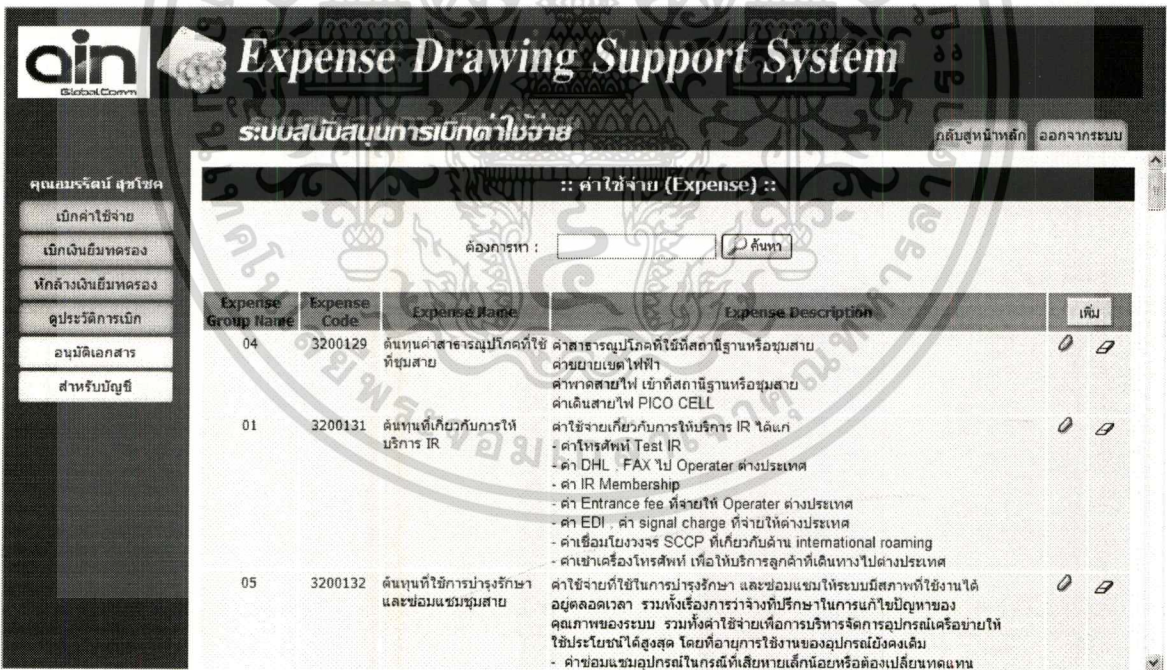 ain
GlobalComm
Expense Drawing Support System
ระบบสนับสนุนการเบิกค่าใช้จ่าย
กลับสู่หน้าหลัก ออกจากระบบ
คุณอมรรัตน์ สุขโชค
เบิกค่าใช้จ่าย
เบิกเงินยืมทดรอง
หักล้างเงินยืมทดรอง
ดูประวัติการเบิก
อนุมัติเอกสาร
สำหรับบัญชี
:: ค่าใช้จ่าย (Expense) ::
ต้องการหา : ค้นหา
Expense Group Name Expense Code Expense Name Expense Description เพิ่ม
04 3200129 ต้นทุนค่าสาธารณูปโภคที่ใช้ ค่าสาธารณูปโภคที่ใช้ที่สถานีฐานหรือชุมสาย
ที่ชุมสาย ค่าขยายเขตไฟฟ้า
ค่าพาดสายไฟ เข้าที่สถานีฐานหรือชุมสาย
ค่าเดินสายไฟ PICO CELL
01 3200131 ต้นทุนที่เกี่ยวกับการให้ ค่าใช้จ่ายเกี่ยวกับการให้บริการ IR ได้แก่
บริการ IR - ค่าโทรศัพท์ Test IR
- ค่า DHL , FAX ไป Operater ต่างประเทศ
- ค่า IR Membership
- ค่า Entrance fee ที่จ่ายให้ Operater ต่างประเทศ
- ค่า EDI , ค่า signal charge ที่จ่ายให้ต่างประเทศ
- ค่าเชื่อมโยงวงจร SCCP ที่เกี่ยวกับด้าน international roaming
- ค่าเช่าเครื่องโทรศัพท์ เพื่อให้บริการลูกค้าที่เดินทางไปต่างประเทศ
05 3200132 ต้นทุนที่ใช้การบำรุงรักษา ค่าใช้จ่ายที่ใช้ในการบำรุงรักษา และซ่อมแซมให้ระบบมีสภาพที่ใช้งานได้
และซ่อมแซมชุมสาย อยู่ตลอดเวลา รวมทั้งเรื่องการว่าจ้างที่ปรึกษาในการแก้ไขปัญหาของ
คุณภาพของระบบ รวมทั้งค่าใช้จ่ายเพื่อการบริหารจัดการอุปกรณ์เครือข่ายให้
ใช้ประโยชน์ได้สูงสุด โดยที่อายุการใช้งานของอุปกรณ์ยังคงเดิม
- ค่าซ่อมแซมอุปกรณ์ในกรณีที่เสียหายเล็กน้อยหรือต้องเปลี่ยนทดแทน